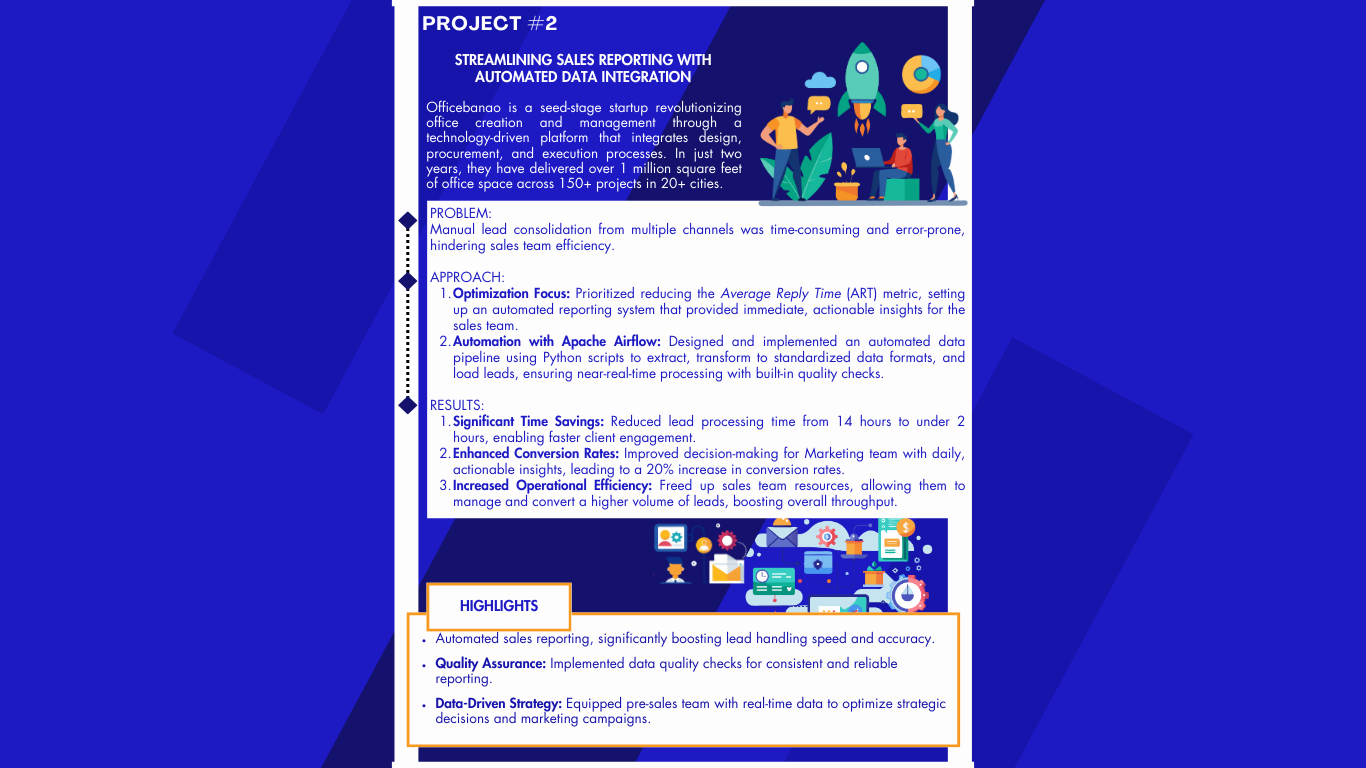 PROJECT #2
STREAMLINING SALES REPORTING WITH
AUTOMATED DATA INTEGRATION
Officebanao is a seed-stage startup revolutionizing
office creation and management through a
technology-driven platform that integrates design,
procurement, and execution processes. In just two
years, they have delivered over 1 million square feet
of office space across 150+ projects in 20+ cities.
PROBLEM:
Manual lead consolidation from multiple channels was time-consuming and error-prone,
hindering sales team efficiency.
APPROACH:
1. Optimization Focus: Prioritized reducing the Average Reply Time (ART) metric, setting
up an automated reporting system that provided immediate, actionable insights for the
sales team.
2. Automation with Apache Airflow: Designed and implemented an automated data
pipeline using Python scripts to extract, transform to standardized data formats, and
load leads, ensuring near-real-time processing with built-in quality checks.
RESULTS:
1. Significant Time Savings: Reduced lead processing time from 14 hours to under 2
hours, enabling faster client engagement.
2. Enhanced Conversion Rates: Improved decision-making for Marketing team with daily,
actionable insights, leading to a 20% increase in conversion rates.
3. Increased Operational Efficiency: Freed up sales team resources, allowing them to
manage and convert a higher volume of leads, boosting overall throughput.
HIGHLIGHTS
• Automated sales reporting, significantly boosting lead handling speed and accuracy.
• Quality Assurance: Implemented data quality checks for consistent and reliable
reporting.
• Data-Driven Strategy: Equipped pre-sales team with real-time data to optimize strategic
decisions and marketing campaigns.